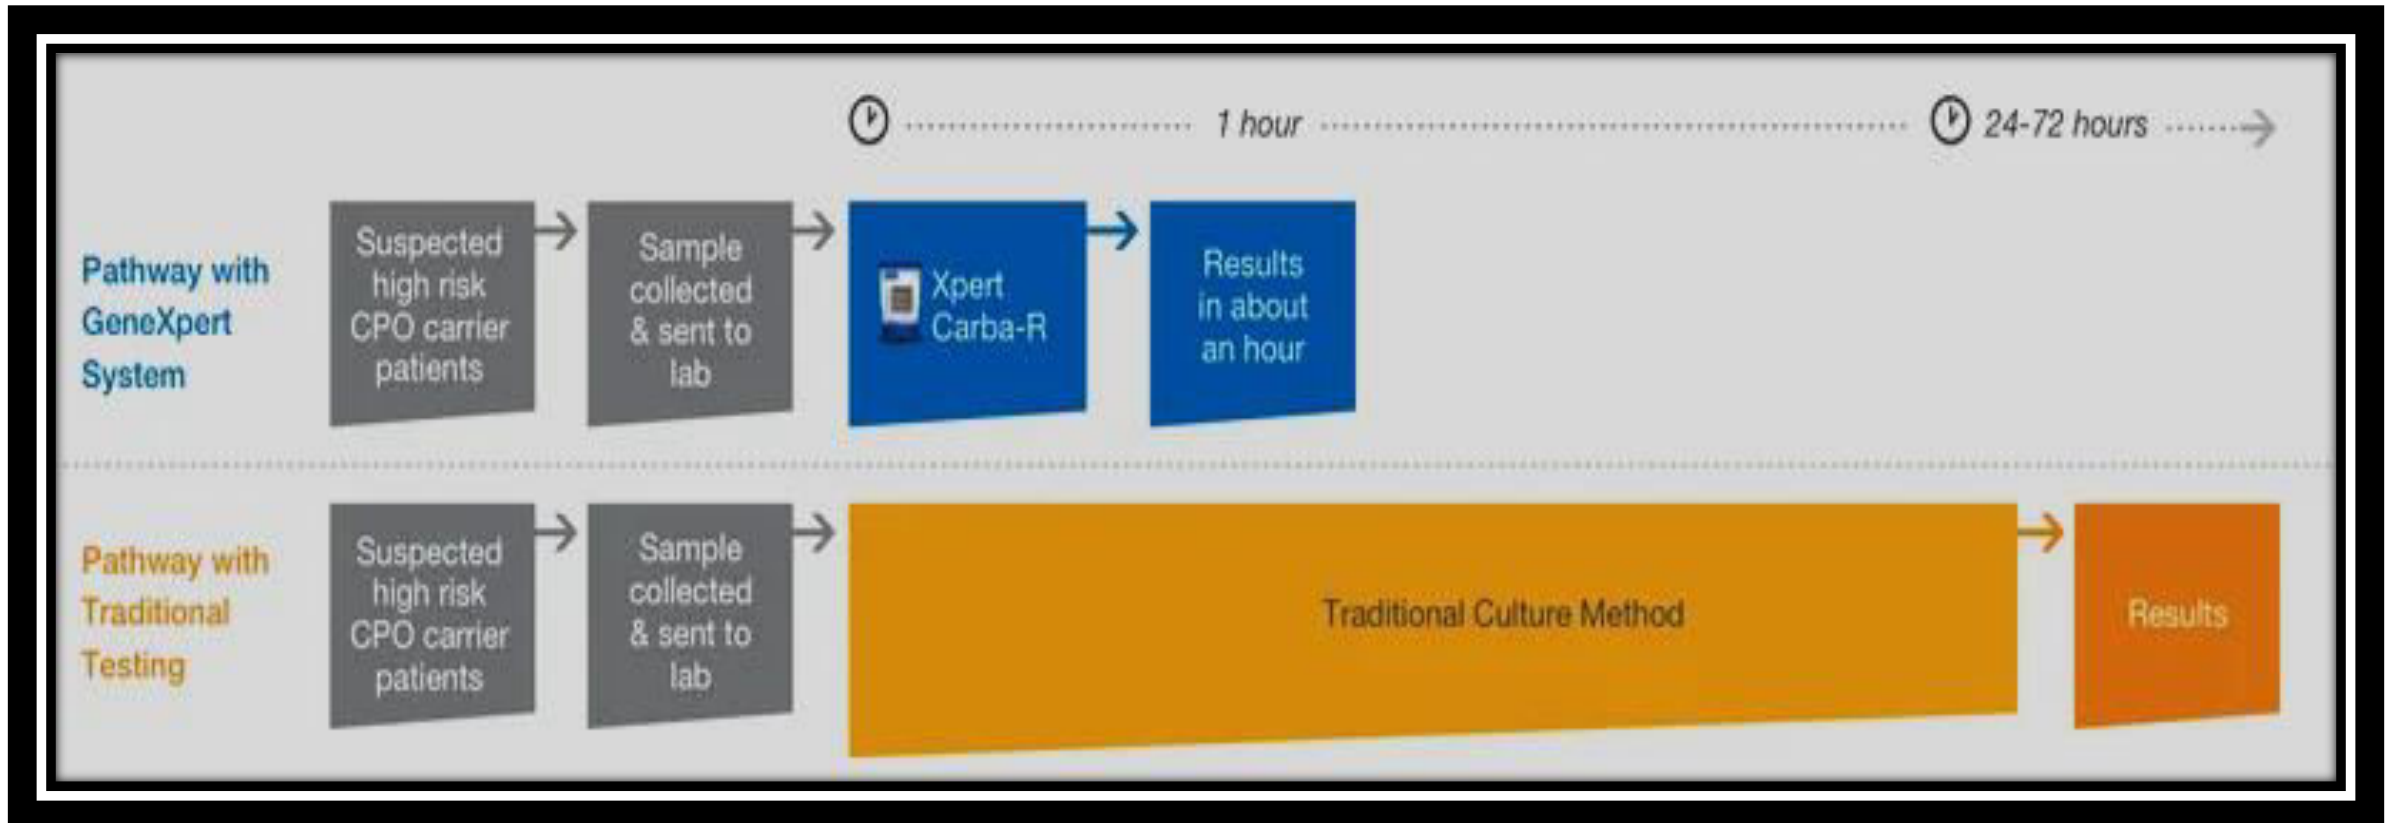 1 hour
24-72 hours
Pathway with
GeneXpert
System
Suspected
high risk
CPO carrier
patients
Sample
collected
& sent to
lab
Xpert
Carba-R
Results
in about
an hour
Pathway with
Traditional
Testing
Suspected
high risk
CPO carrier
patients
Sample
collected
& sent to
lab
Traditional Culture Method
Results